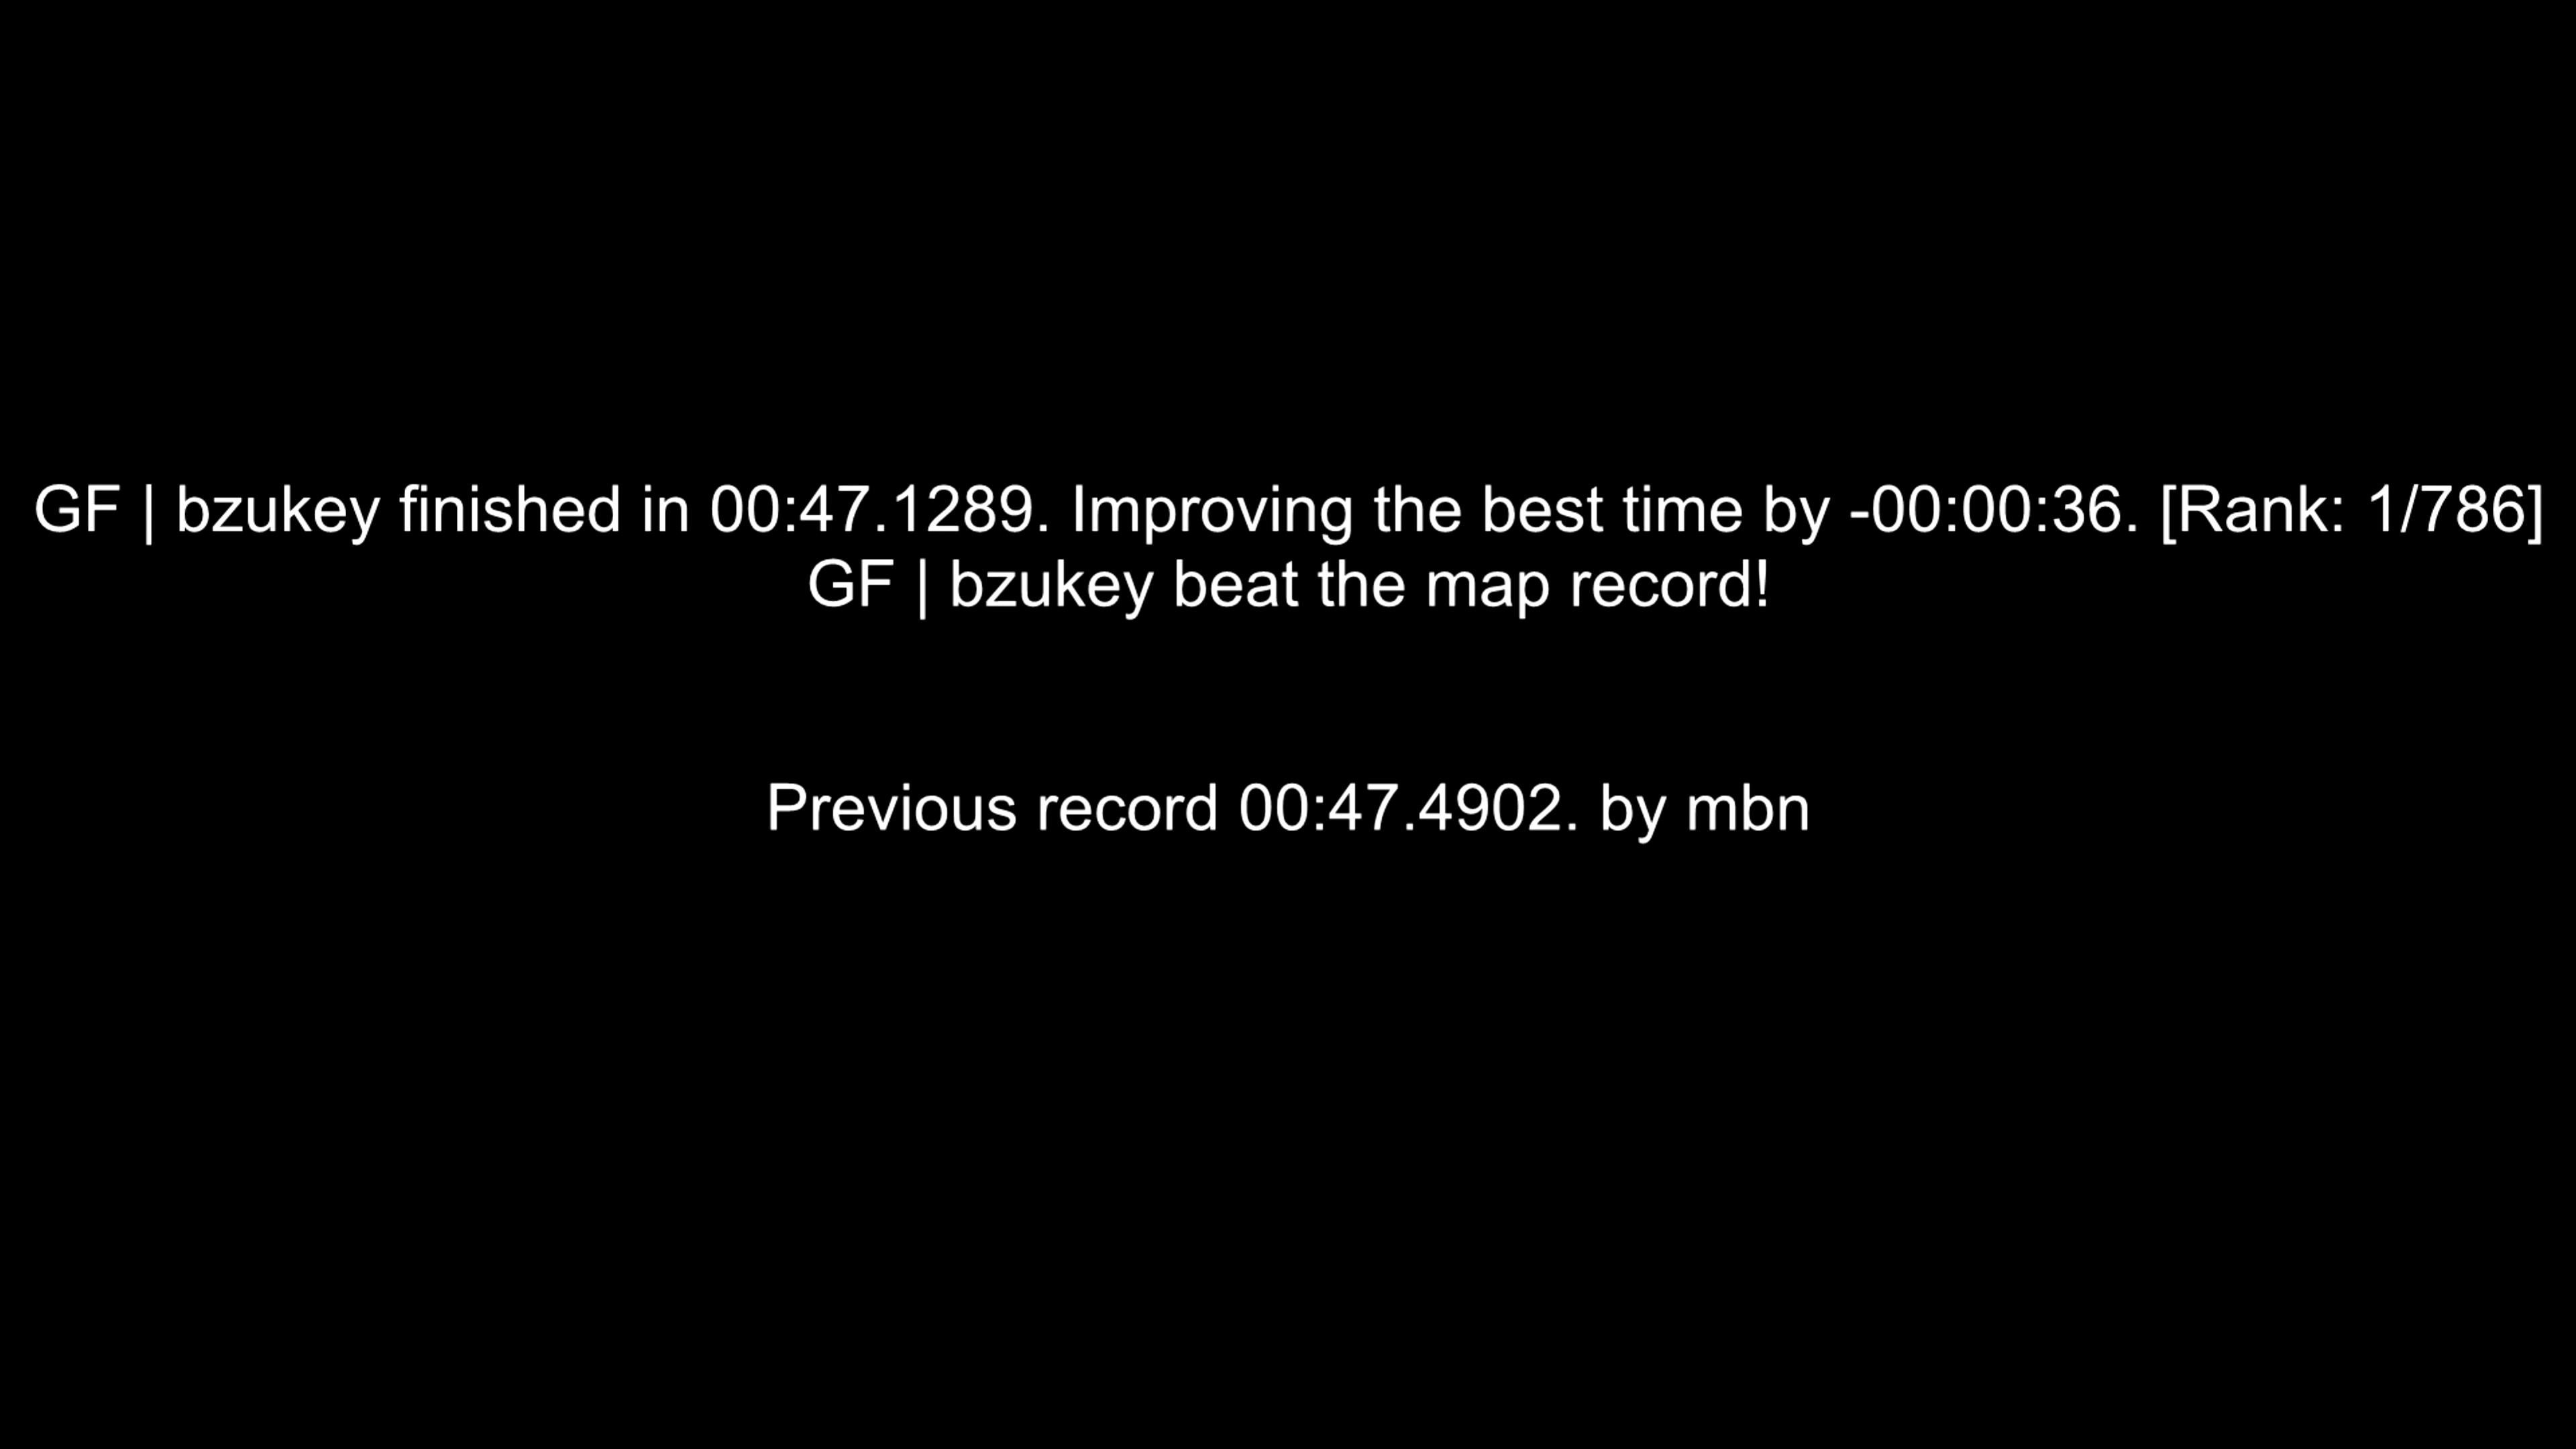 GF | bzukey finished in 00:47.1289. Improving the best time by -00:00:36. [Rank: 1/786]
GF | bzukey beat the map record!
Previous record 00:47.4902. by mbn